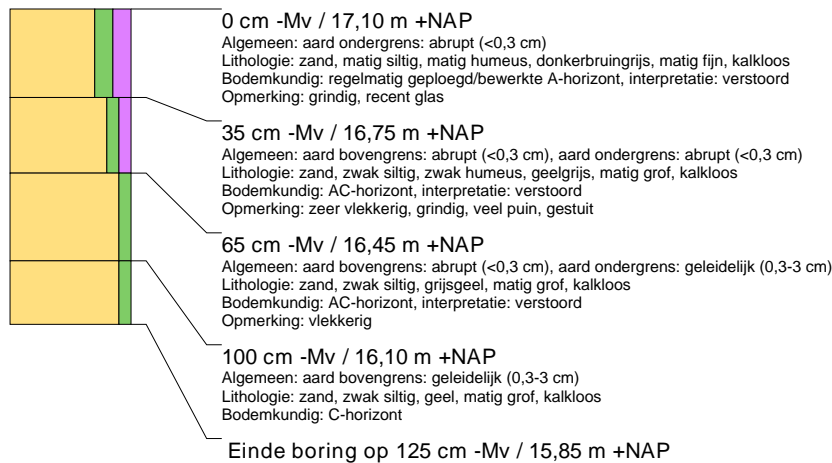 0 cm -Mv / 17,10 m +NAP
Algemeen: aard ondergrens: abrupt (<0,3 cm)
Lithologie: zand, matig siltig, matig humeus, donkerbruingrijs, matig fijn, kalkloos
Bodemkundig: regelmatig geploegd/bewerkte A-horizont, interpretatie: verstoord
Opmerking: grindig, recent glas
35 cm -Mv / 16,75 m +NAP
Algemeen: aard bovengrens: abrupt (<0,3 cm), aard ondergrens: abrupt (<0,3 cm)
Lithologie: zand, zwak siltig, zwak humeus, geelgrijs, matig grof, kalkloos
Bodemkundig: AC-horizont, interpretatie: verstoord
Opmerking: zeer vlekkerig, grindig, veel puin, gestuit
65 cm -Mv / 16,45 m +NAP
Algemeen: aard bovengrens: abrupt (<0,3 cm), aard ondergrens: geleidelijk (0,3-3 cm)
Lithologie: zand, zwak siltig, grijsgeel, matig grof, kalkloos
Bodemkundig: AC-horizont, interpretatie: verstoord
Opmerking: vlekkerig
100 cm -Mv / 16,10 m +NAP
Algemeen: aard bovengrens: geleidelijk (0,3-3 cm)
Lithologie: zand, zwak siltig, geel, matig grof, kalkloos
Bodemkundig: C-horizont
Einde boring op 125 cm -Mv / 15,85 m +NAP